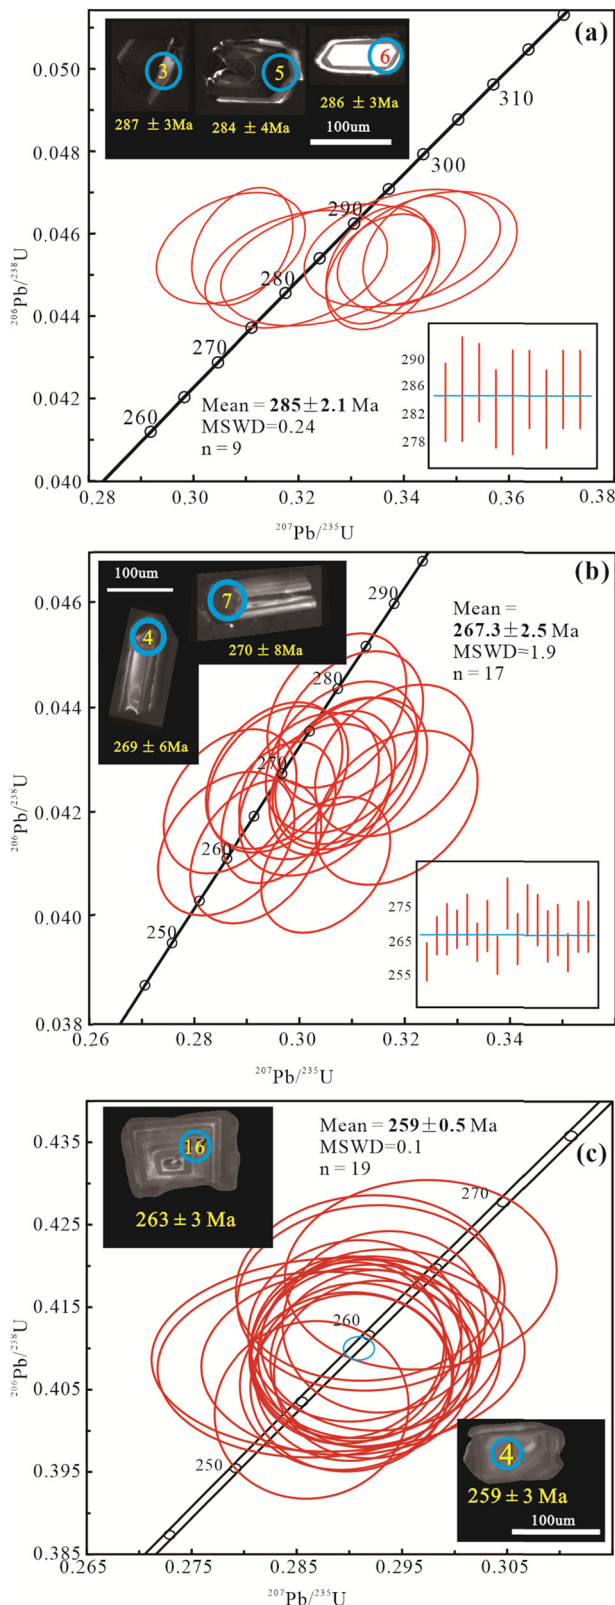 (a)
3
5
6
287 ± 3Ma
284 ± 4Ma
286 ± 3Ma
100um
0.050
0.048
0.046
0.044
0.042
0.040
310
300
290
280
270
260
290
286
282
278
Mean = 285±2.1 Ma
MSWD=0.24
n = 9
0.30
0.32
0.34
0.36
0.38
²⁰⁶Pb/²³⁸U
²⁰⁷Pb/²³⁵U
(b)
100um
7
4
270 ± 8Ma
269 ± 6Ma
Mean =
267.3±2.5 Ma
MSWD=1.9
n = 17
0.046
0.044
0.042
0.040
0.038
290
280
270
260
250
275
265
255
0.26
0.28
0.30
0.32
0.34
²⁰⁶Pb/²³⁸U
²⁰⁷Pb/²³⁵U
(c)
16
263 ± 3 Ma
Mean = 259±0.5 Ma
MSWD=0.1
n = 19
0.435
0.425
0.415
0.405
0.395
0.385
270
260
250
4
259 ± 3 Ma
100um
0.265
0.275
0.285
0.295
0.305
²⁰⁶Pb/²³⁸U
²⁰⁷Pb/²³⁵U